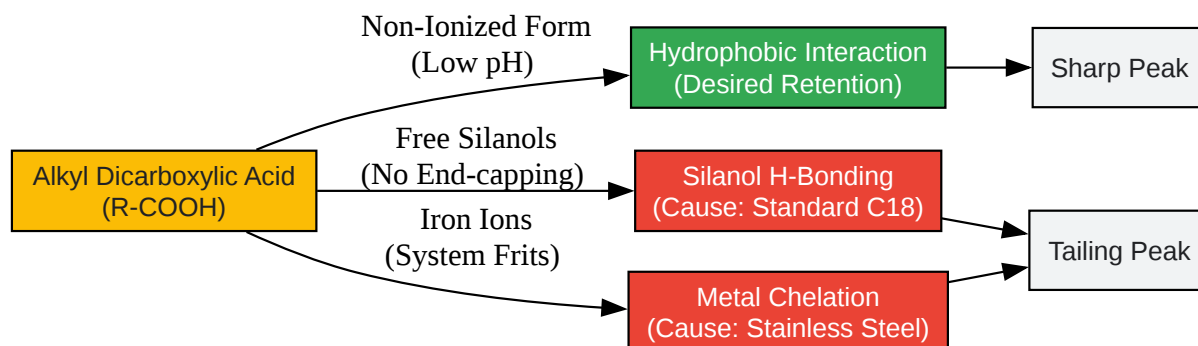 Non-Ionized Form
(Low pH)
Hydrophobic Interaction
(Desired Retention)
Sharp Peak
Alkyl Dicarboxylic Acid
(R-COOH)
Free Silanols
(No End-capping)
Silanol H-Bonding
(Cause: Standard C18)
Tailing Peak
Iron Ions
(System Frits)
Metal Chelation
(Cause: Stainless Steel)